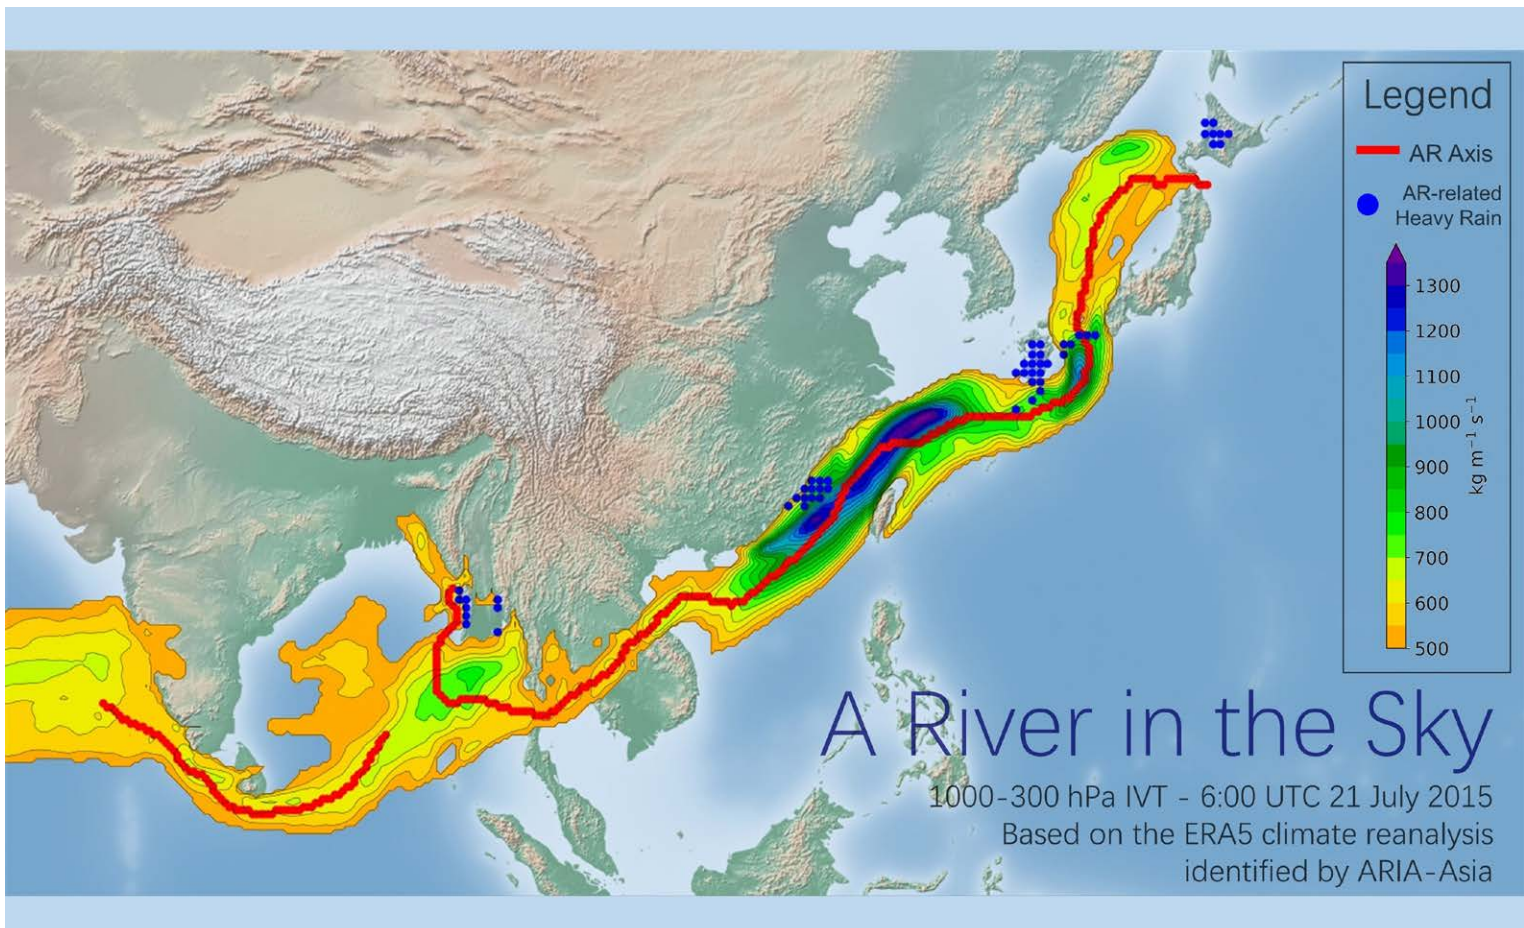 Legend
AR Axis
AR-related
Heavy Rain
1300
1200
1100
1000
900
800
700
600
500
kg m⁻¹ s⁻¹
A River in the Sky
1000-300 hPa IVT - 6:00 UTC 21 July 2015
Based on the ERA5 climate reanalysis
identified by ARIA-Asia